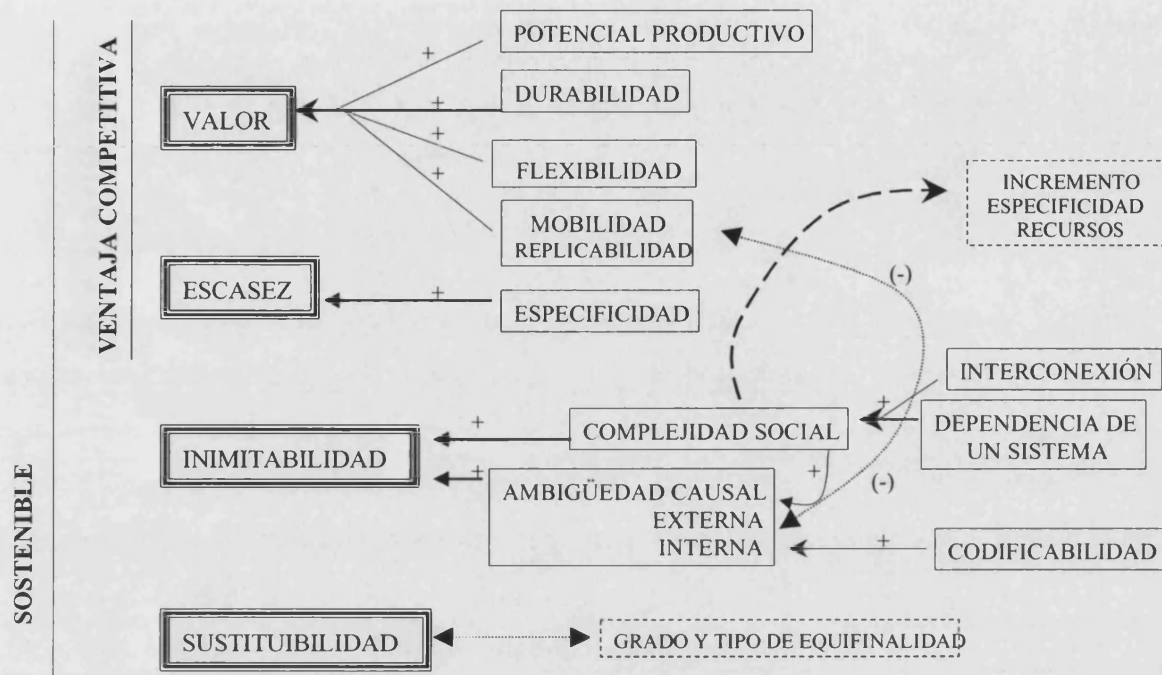 VENTAJA COMPETITIVA
SOSTENIBLE
POTENCIAL PRODUCTIVO
+
VALOR
+
DURABILIDAD
+
FLEXIBILIDAD
+
MOBILIDAD
REPLICABILIDAD
INCREMENTO
ESPECIFICIDAD
RECURSOS
(-)
ESCASEZ
+
ESPECIFICIDAD
INTERCONEXIÓN
+
DEPENDENCIA DE
UN SISTEMA
COMPLEJIDAD SOCIAL
+
INIMITABILIDAD
+
+
(-)
AMBIGÜEDAD CAUSAL
EXTERNA
INTERNA
+
CODIFICABILIDAD
SUSTITUIBILIDAD
GRADO Y TIPO DE EQUIFINALIDAD